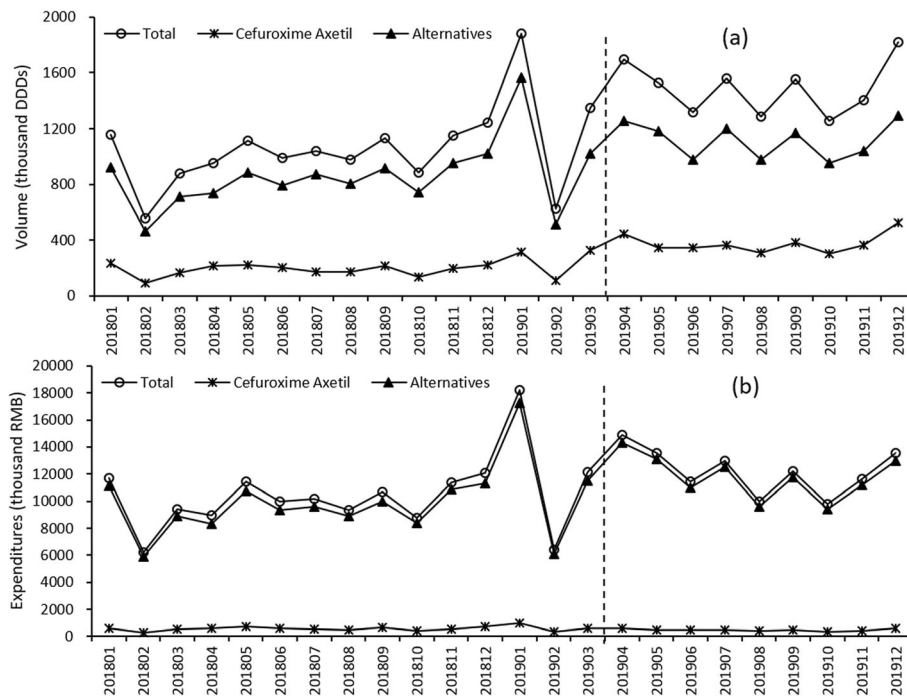 2000
1600
1200
800
400
0
Volume (thousand DDDs)
Total Cefuroxime Axetil Alternatives
(a)
201801 201802 201803 201804 201805 201806 201807 201808 201809 201810 201811 201812 201901 201902 201903 201904 201905 201906 201907 201908 201909 201910 201911 201912
20000
18000
16000
14000
12000
10000
8000
6000
4000
2000
0
Expenditures (thousand RMB)
Total Cefuroxime Axetil Alternatives
(b)
201801 201802 201803 201804 201805 201806 201807 201808 201809 201810 201811 201812 201901 201902 201903 201904 201905 201906 201907 201908 201909 201910 201911 201912